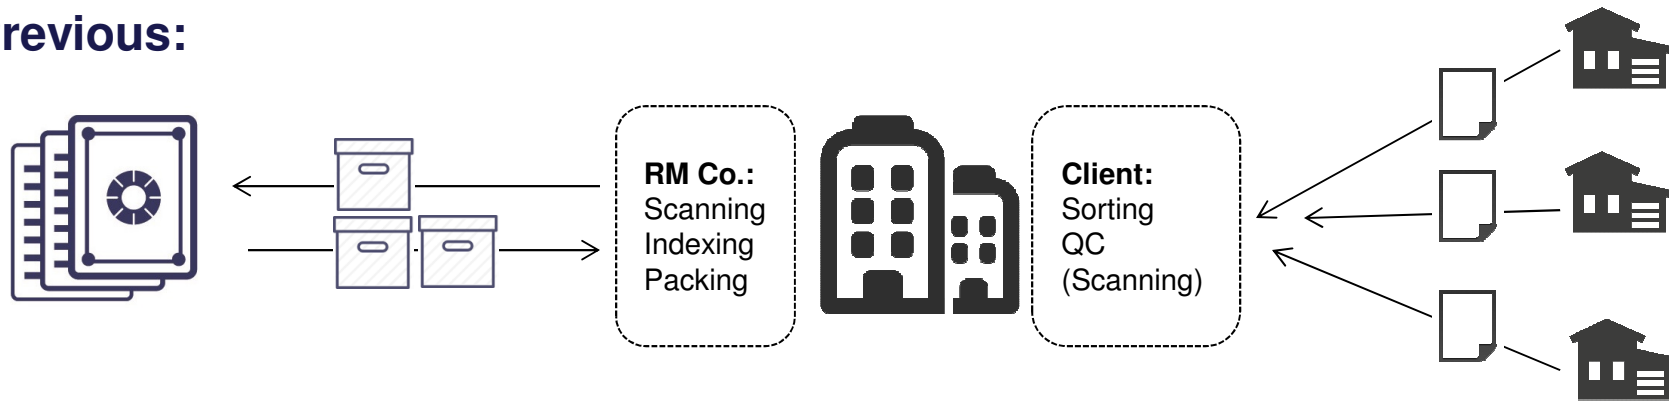 revious:
RM Co.:
Scanning
Indexing
Packing
Client:
Sorting
QC
(Scanning)